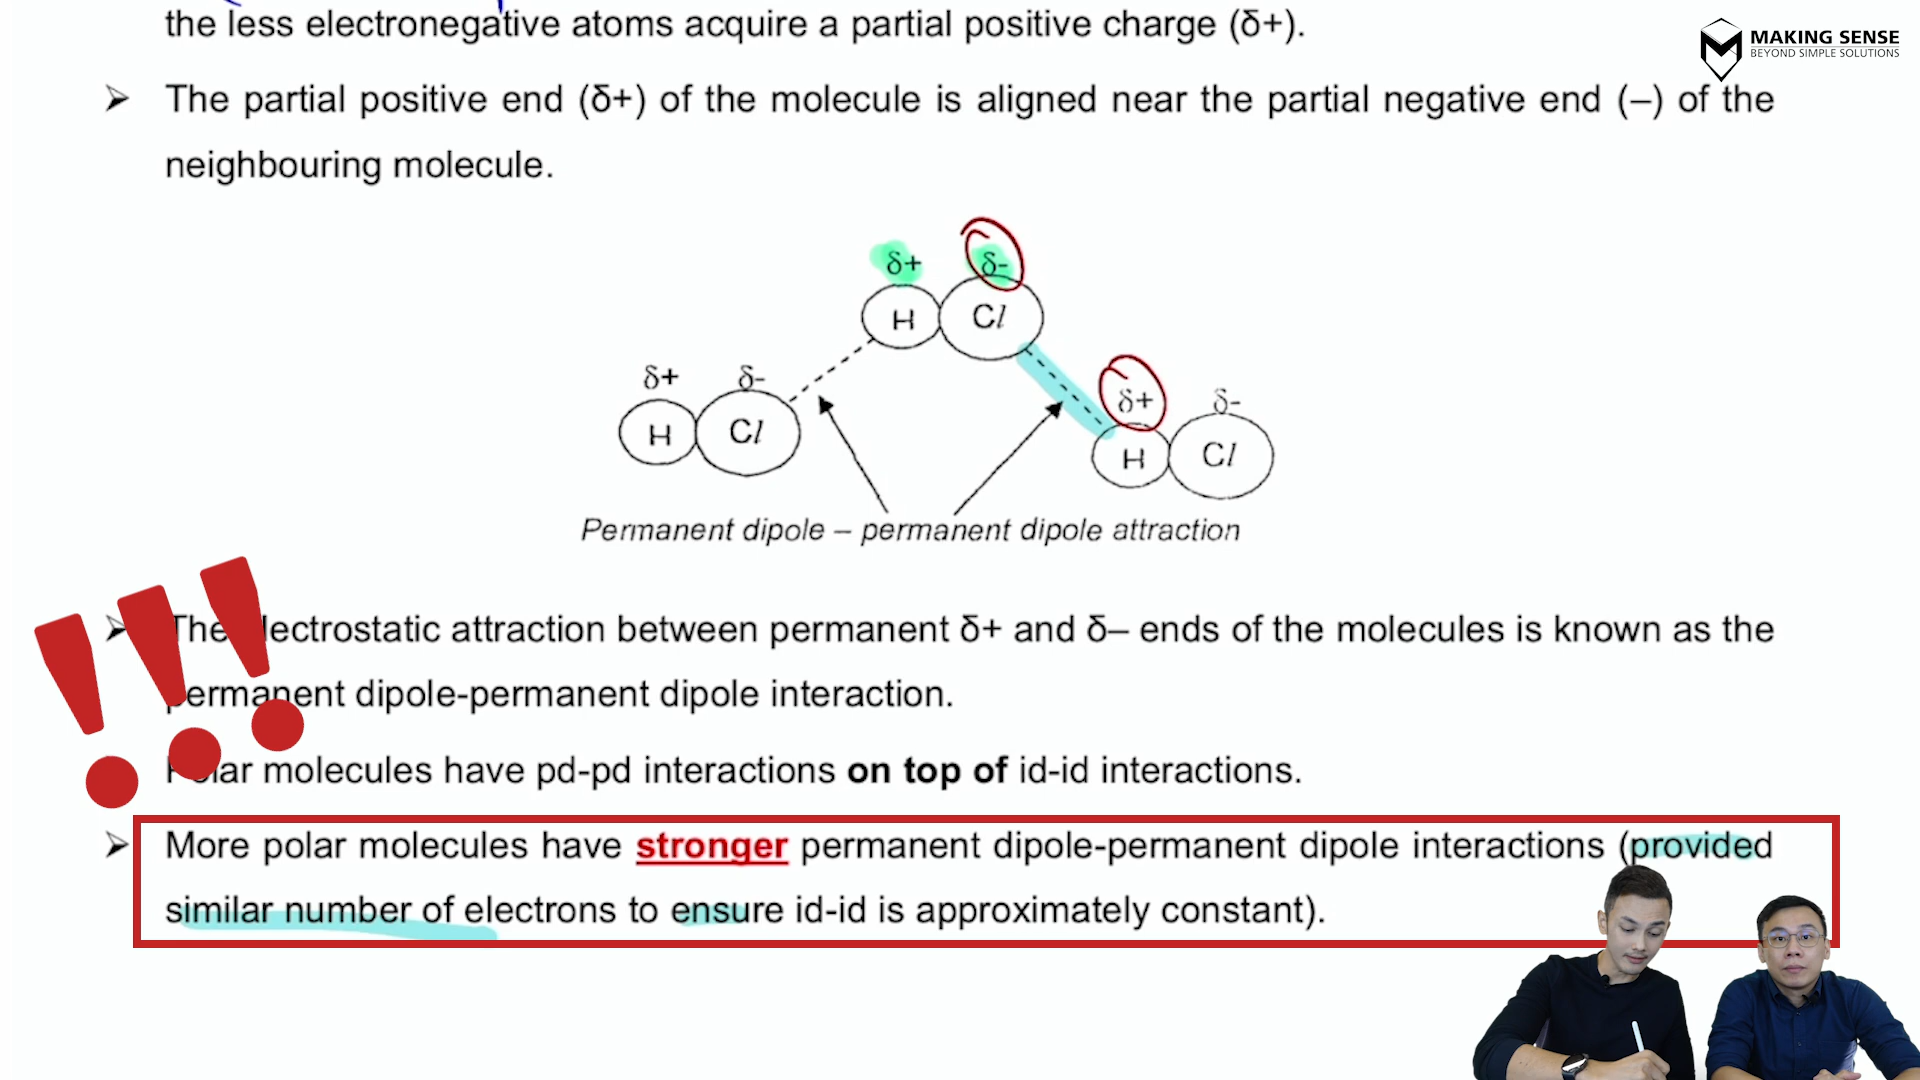 the less electronegative atoms acquire a partial positive charge (δ+).
MAKING SENSE
BEYOND SIMPLE SOLUTIONS
➢ The partial positive end (δ+) of the molecule is aligned near the partial negative end (–) of the
neighbouring molecule.
δ+ δ-
H Cl
δ+ δ-
H Cl
δ+ δ-
H Cl
Permanent dipole – permanent dipole attraction
➢ The electrostatic attraction between permanent δ+ and δ– ends of the molecules is known as the
permanent dipole-permanent dipole interaction.
Polar molecules have pd-pd interactions on top of id-id interactions.
➢ More polar molecules have stronger permanent dipole-permanent dipole interactions (provided
similar number of electrons to ensure id-id is approximately constant).
!!!